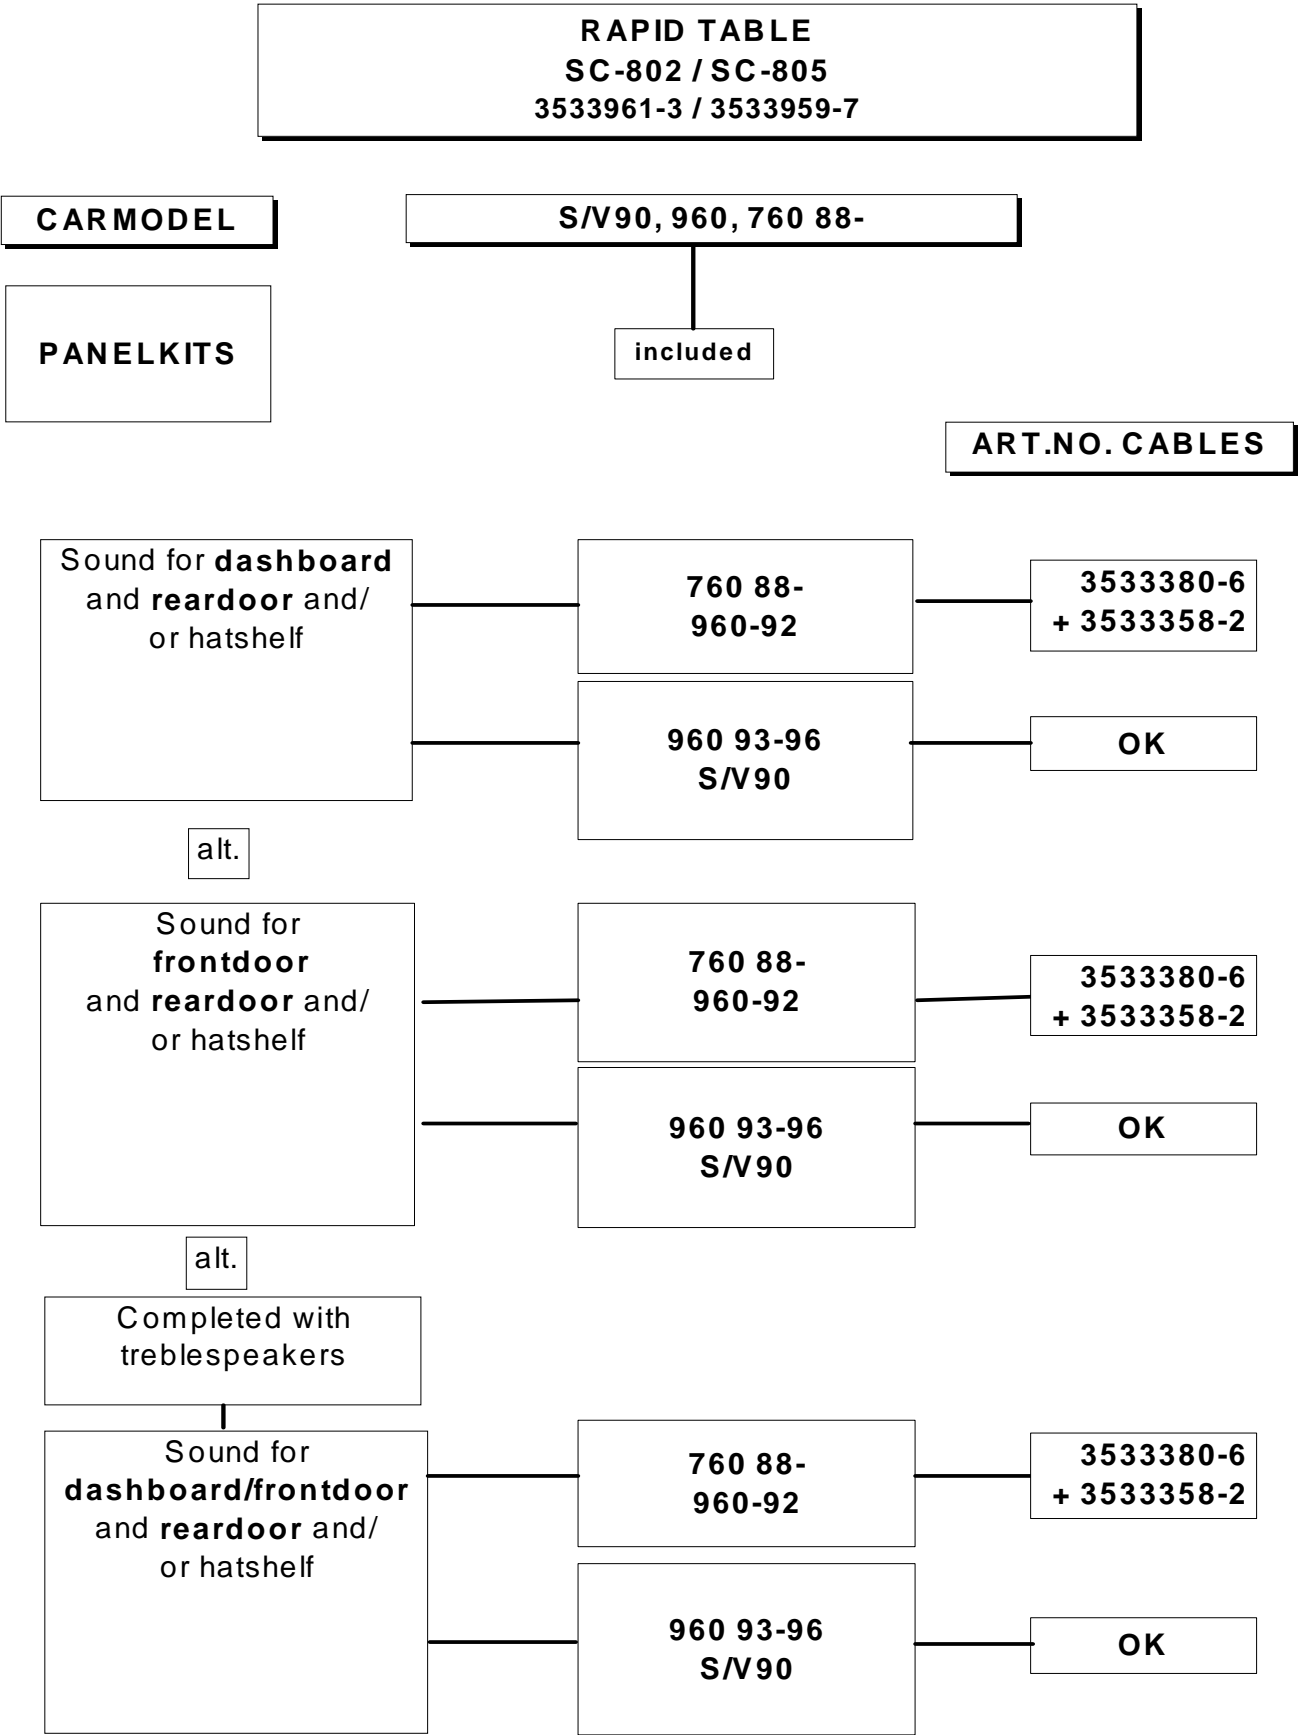 RAPID TABLE
SC-802 / SC-805
3533961-3 / 3533959-7
CARMODEL
S/V90, 960, 760 88-
PANELKITS
included
ART.NO. CABLES
Sound for dashboard
and reardoor and/
or hatshelf
760 88-
960-92
3533380-6
+ 3533358-2
960 93-96
S/V90
OK
alt.
Sound for
frontdoor
and reardoor and/
or hatshelf
760 88-
960-92
3533380-6
+ 3533358-2
960 93-96
S/V90
OK
alt.
Completed with
treblespeakers
Sound for
dashboard/frontdoor
and reardoor and/
or hatshelf
760 88-
960-92
3533380-6
+ 3533358-2
960 93-96
S/V90
OK